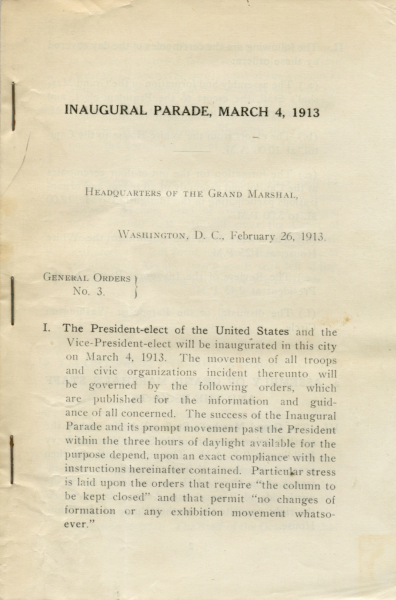 INAUGURAL PARADE, MARCH 4, 1913
HEADQUARTERS OF THE GRAND MARSHAL,
WASHINGTON, D. C., February 26, 1913.
GENERAL ORDERS }
No. 3. }
I. The President-elect of the United States and the
Vice-President-elect will be inaugurated in this city
on March 4, 1913. The movement of all troops
and civic organizations incident thereunto will
be governed by the following orders, which
are published for the information and guid-
ance of all concerned. The success of the Inaugural
Parade and its prompt movement past the President
within the three hours of daylight available for the
purpose depend, upon an exact compliance with the
instructions hereinafter contained. Particular stress
is laid upon the orders that require "the column to
be kept closed" and that permit "no changes of
formation or any exhibition movement whatso-
ever."